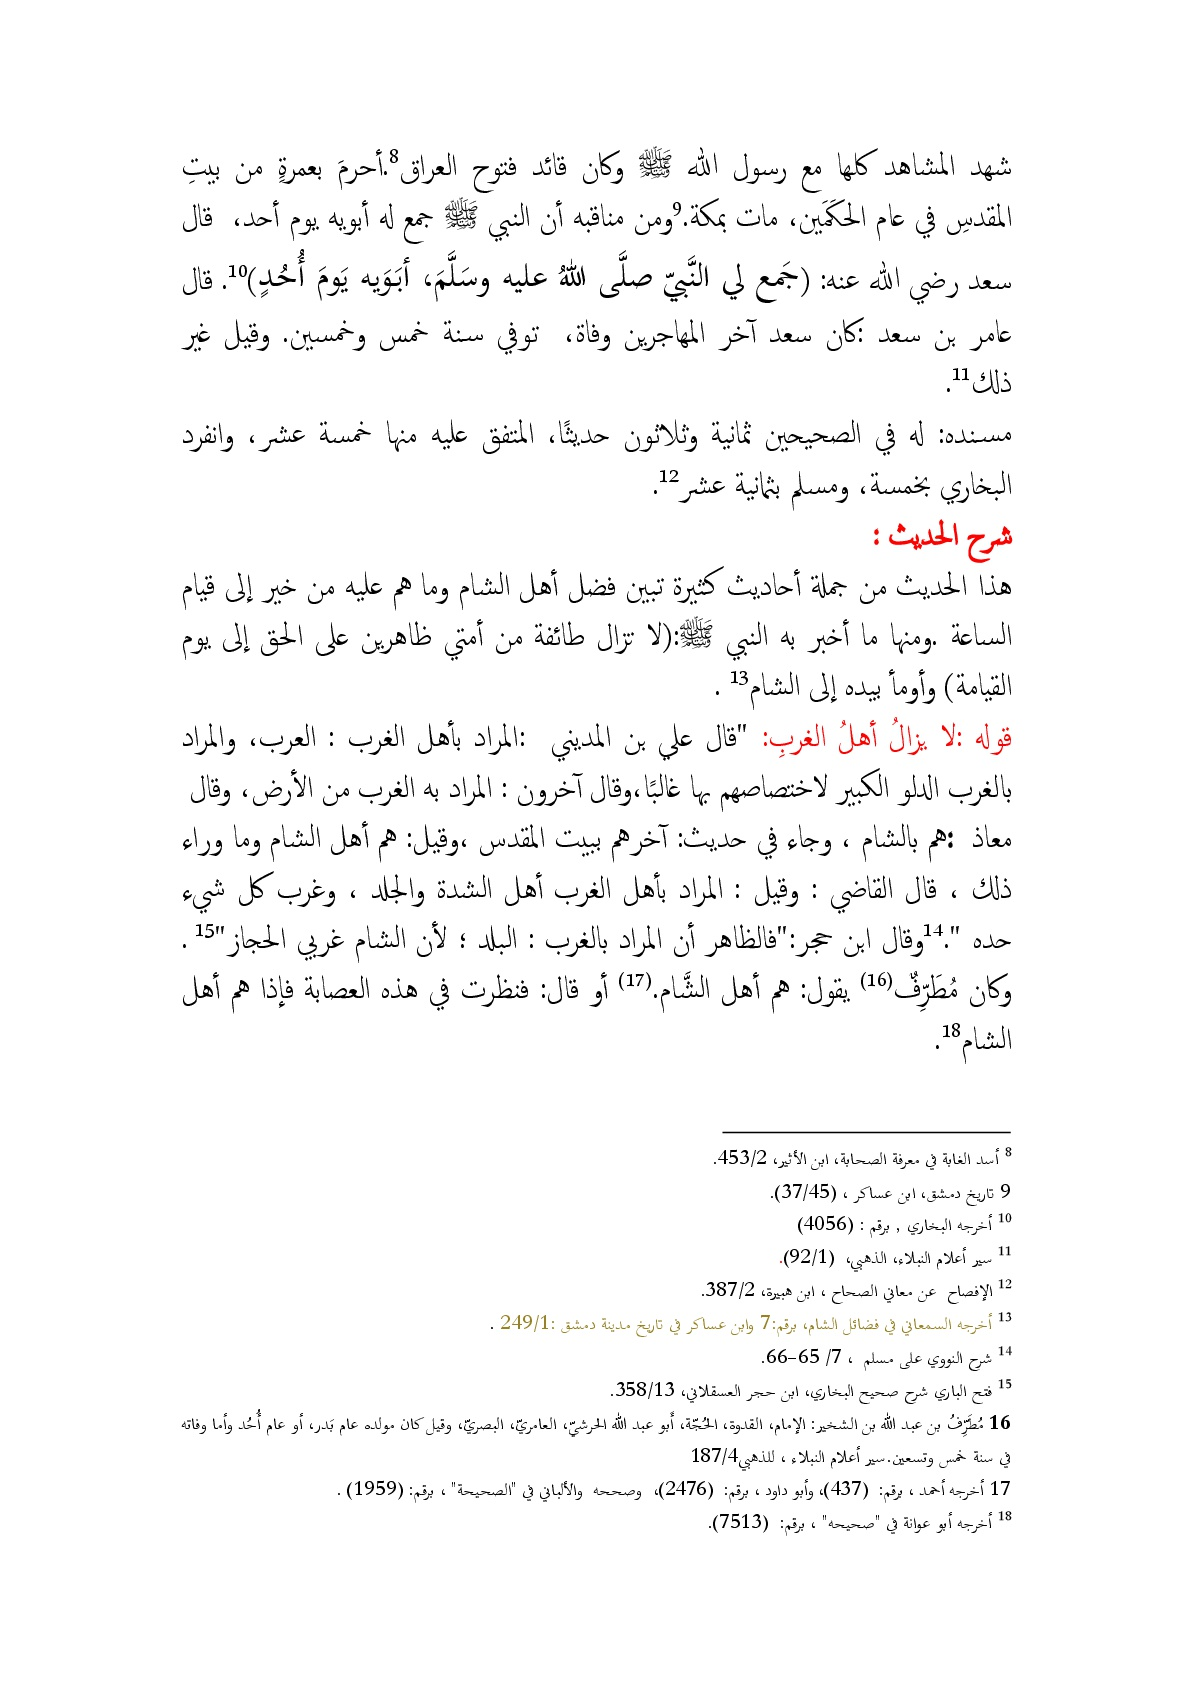 شهد المشاهد كلها مع رسول الله ﷺ وكان قائد فتوح العراق8.أحرمَ بعمرةٍ من بيتِ
المقدسِ في عام الحكَمَين، مات بمكة.9ومن مناقبه أن النبي ﷺ جمع له أبويه يوم أحد، قال
سعد رضي الله عنه: (جَمع لي النَّبيّ صلَّى اللهُ عليه وسَلَّمَ، أبَوَيه يَومَ أُحُدٍ)10. قال
عامر بن سعد :كان سعد آخر المهاجرين وفاة، توفي سنة خمس وخمسين. وقيل غير
ذلك11.
مسنده: له في الصحيحين ثمانية وثلاثون حديثًا، المتفق عليه منها خمسة عشر، وانفرد
البخاري بخمسة، ومسلم بثمانية عشر12.
شرح الحديث :
هذا الحديث من جملة أحاديث كثيرة تبين فضل أهل الشام وما هم عليه من خير إلى قيام
الساعة .ومنها ما أخبر به النبي ﷺ:(لا تزال طائفة من أمتي ظاهرين على الحق إلى يوم
القيامة) وأومأ بيده إلى الشام13 .
قوله :لا يزالُ أهلُ الغربِ: "قال علي بن المديني :المراد بأهل الغرب : العرب، والمراد
بالغرب الدلو الكبير لاختصاصهم بها غالبًا،وقال آخرون : المراد به الغرب من الأرض، وقال
معاذ :هم بالشام ، وجاء في حديث: آخرهم ببيت المقدس ،وقيل: هم أهل الشام وما وراء
ذلك ، قال القاضي : وقيل : المراد بأهل الغرب أهل الشدة والجلد ، وغرب كل شيء
حده ".14وقال ابن حجر:"فالظاهر أن المراد بالغرب : البلد ؛ لأن الشام غربي الحجاز"15 .
وكان مُطَرِّفٌ(16) يقول: هم أهل الشَّام.(17) أو قال: فنظرت في هذه العصابة فإذا هم أهل
الشام18.
8 أسد الغابة في معرفة الصحابة، ابن الأثير، 453/2.
9 تاريخ دمشق، ابن عساكر ، (37/45).
10 أخرجه البخاري , برقم : (4056)
11 سير أعلام النبلاء، الذهبي، (92/1).
12 الإفصاح عن معاني الصحاح ، ابن هبيرة، 387/2.
13 أخرجه السمعاني في فضائل الشام، برقم:7 وابن عساكر في تاريخ مدينة دمشق :249/1 .
14 شرح النووي على مسلم ، 7/ 65–66.
15 فتح الباري شرح صحيح البخاري، ابن حجر العسقلاني، 358/13.
16 مُطَرِّفُ بن عبد الله بن الشخير: الإمام، القدوة، الحُجّة، أبو عبد الله الحرشيّ، العامريّ، البصريّ، وقيل كان مولده عام بَدر، أو عام أُحُد وأما وفاته
في سنة خمس وتسعين.سير أعلام النبلاء ، للذهبي187/4
17 أخرجه أحمد ، برقم: (437)، وأبو داود ، برقم: (2476)، وصححه والألباني في "الصحيحة" ، برقم: (1959) .
18 أخرجه أبو عوانة في "صحيحه" ، برقم: (7513).